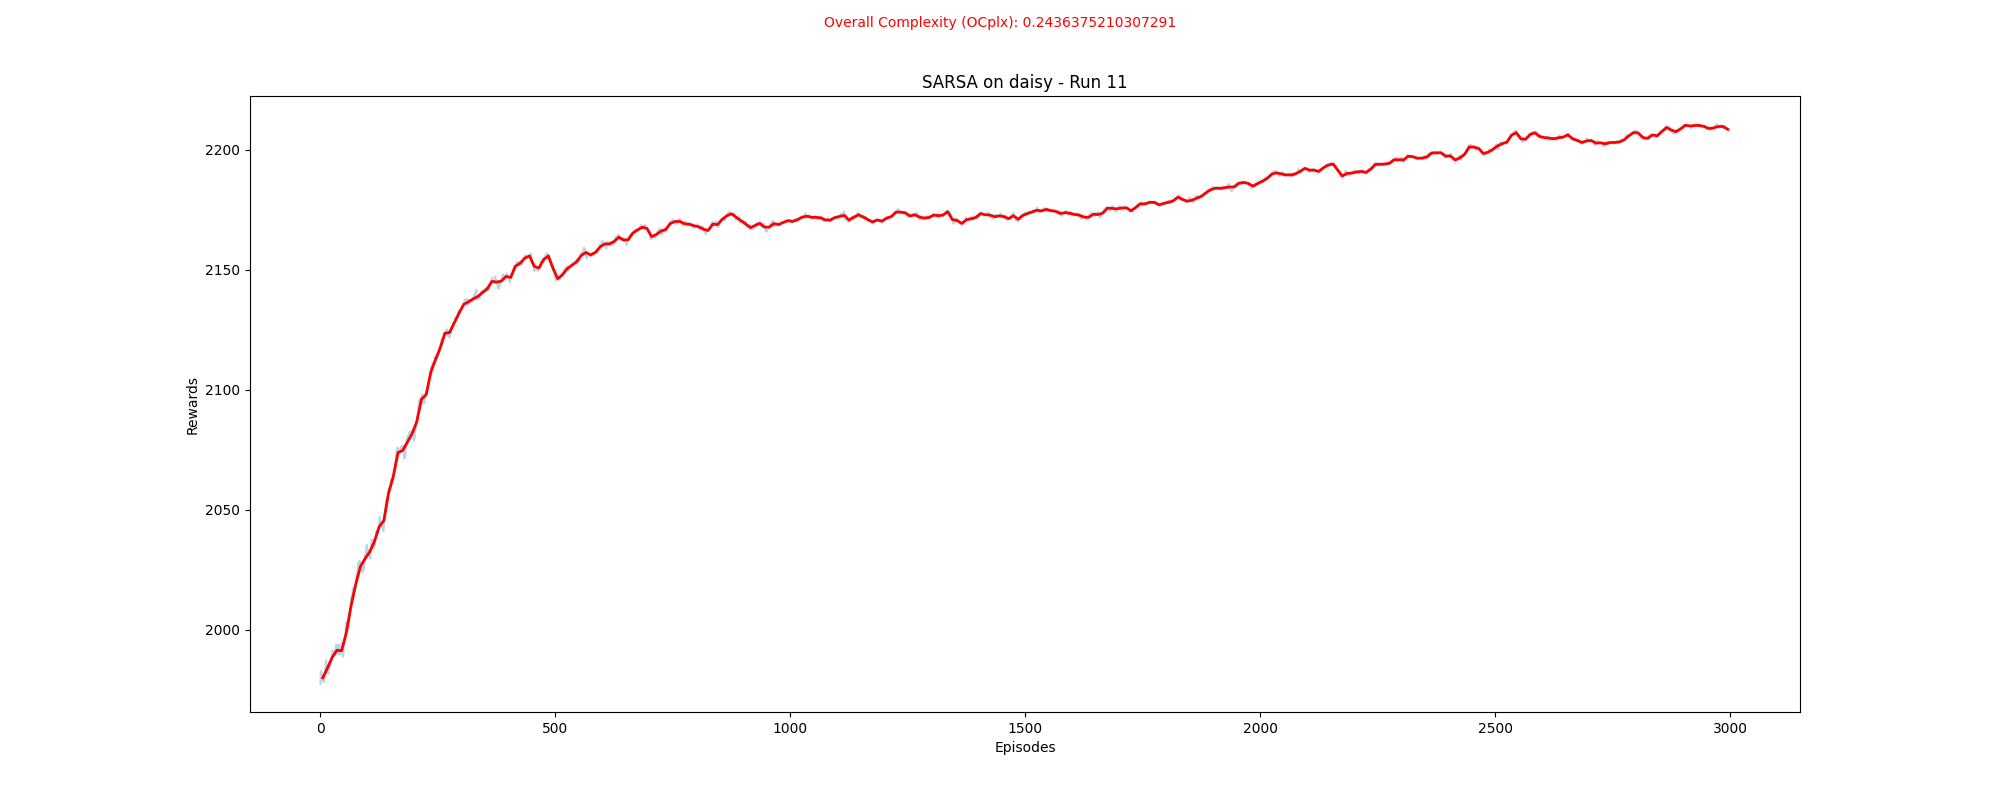 Overall Complexity (OCplx): 0.2436375210307291
SARSA on daisy - Run 11
2200
2150
2100
2050
2000
Rewards
0 500 1000 1500 2000 2500 3000
Episodes